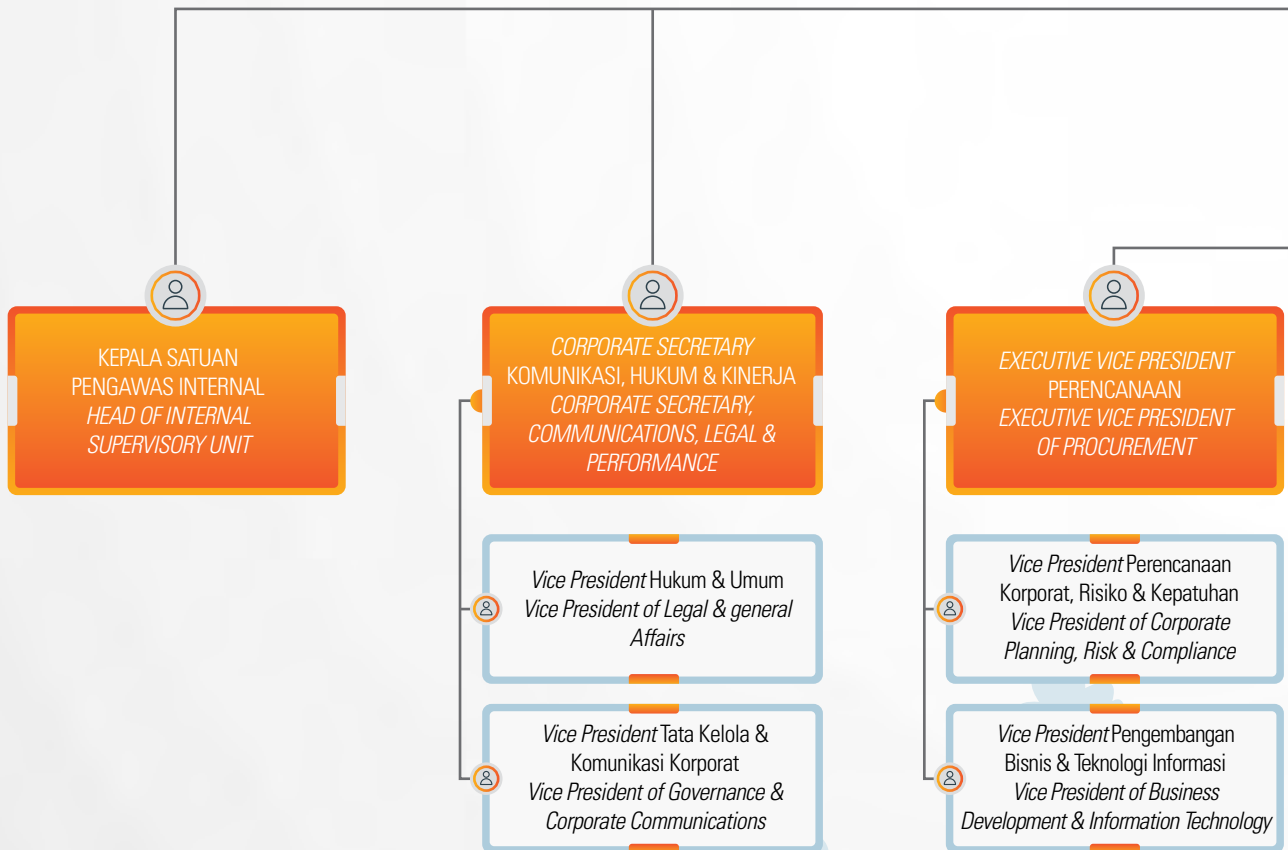 KEPALA SATUAN
PENGAWAS INTERNAL
HEAD OF INTERNAL
SUPERVISORY UNIT
CORPORATE SECRETARY
KOMUNIKASI, HUKUM & KINERJA
CORPORATE SECRETARY,
COMMUNICATIONS, LEGAL &
PERFORMANCE
Vice President Hukum & Umum
Vice President of Legal & general
Affairs
Vice President Tata Kelola &
Komunikasi Korporat
Vice President of Governance &
Corporate Communications
EXECUTIVE VICE PRESIDENT
PERENCANAAN
EXECUTIVE VICE PRESIDENT
OF PROCUREMENT
Vice President Perencanaan
Korporat, Risiko & Kepatuhan
Vice President of Corporate
Planning, Risk & Compliance
Vice President Pengembangan
Bisnis & Teknologi Informasi
Vice President of Business
Development & Information Technology